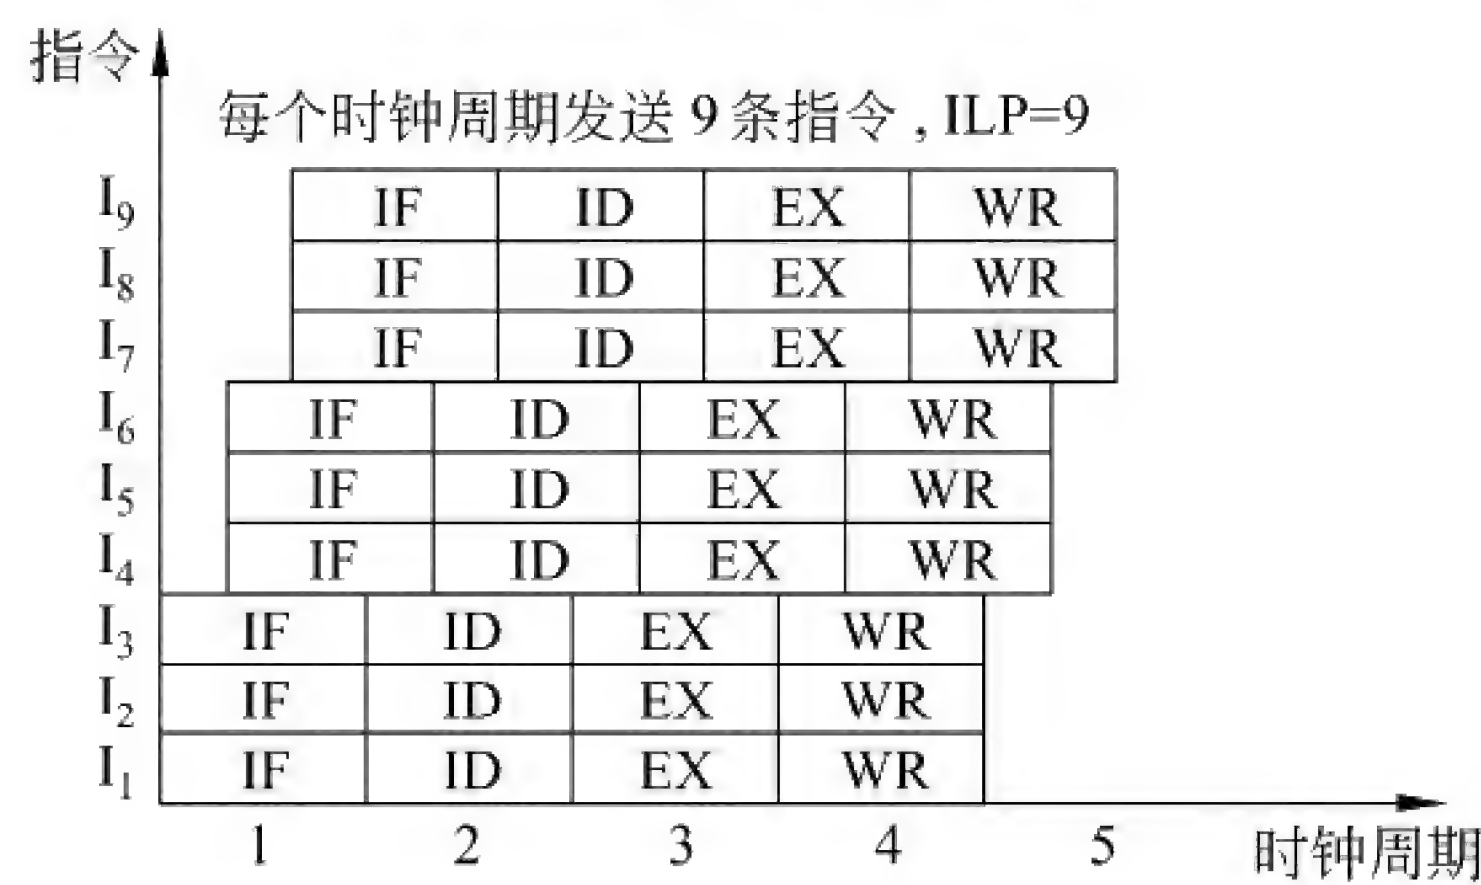 指令
每个时钟周期发送 9 条指令 , ILP=9
I9 IF ID EX WR
I8 IF ID EX WR
I7 IF ID EX WR
I6 IF ID EX WR
I5 IF ID EX WR
I4 IF ID EX WR
I3 IF ID EX WR
I2 IF ID EX WR
I1 IF ID EX WR
1 2 3 4 5 时钟周期